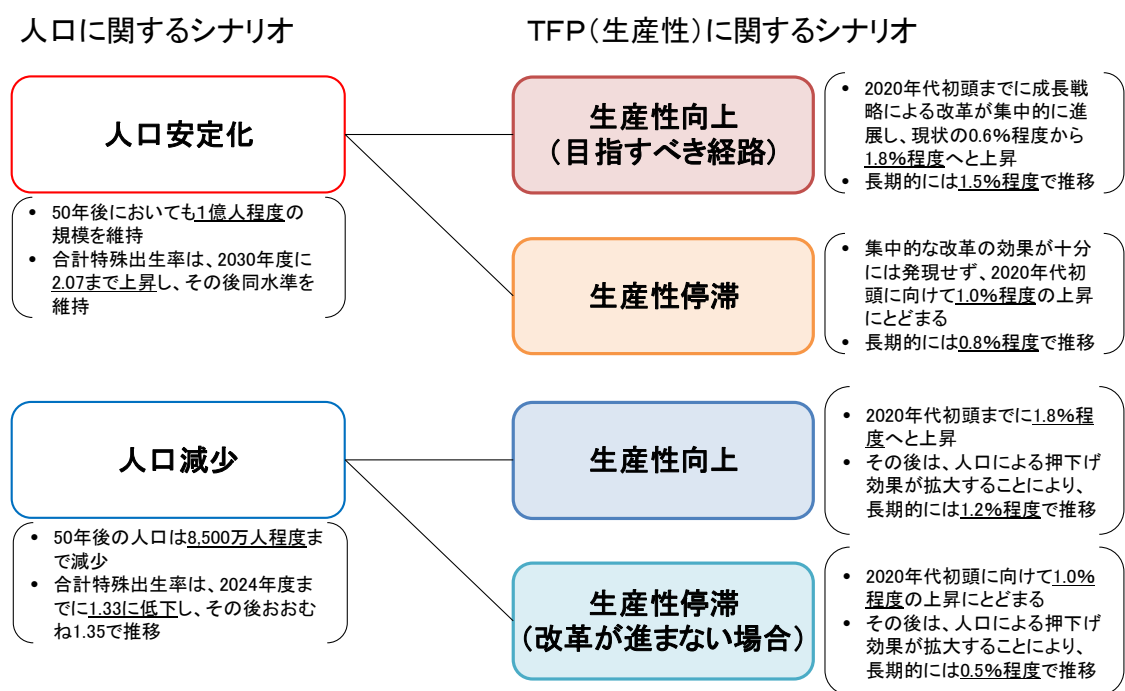 人口に関するシナリオ
TFP(生産性)に関するシナリオ
人口安定化
• 50年後においても1億人程度の
規模を維持
• 合計特殊出生率は、2030年度に
2.07まで上昇し、その後同水準を
維持
生産性向上
(目指すべき経路)
• 2020年代初頭までに成長戦
略による改革が集中的に進
展し、現状の0.6%程度から
1.8%程度へと上昇
• 長期的には1.5%程度で推移
生産性停滞
• 集中的な改革の効果が十分
には発現せず、2020年代初
頭に向けて1.0%程度の上昇
にとどまる
• 長期的には0.8%程度で推移
人口減少
• 50年後の人口は8,500万人程度ま
で減少
• 合計特殊出生率は、2024年度ま
でに1.33に低下し、その後おおむ
ね1.35で推移
生産性向上
• 2020年代初頭までに1.8%程
度へと上昇
• その後は、人口による押下げ
効果が拡大することにより、
長期的には1.2%程度で推移
生産性停滞
(改革が進まない場合)
• 2020年代初頭に向けて1.0%
程度の上昇にとどまる
• その後は、人口による押下げ
効果が拡大することにより、
長期的には0.5%程度で推移